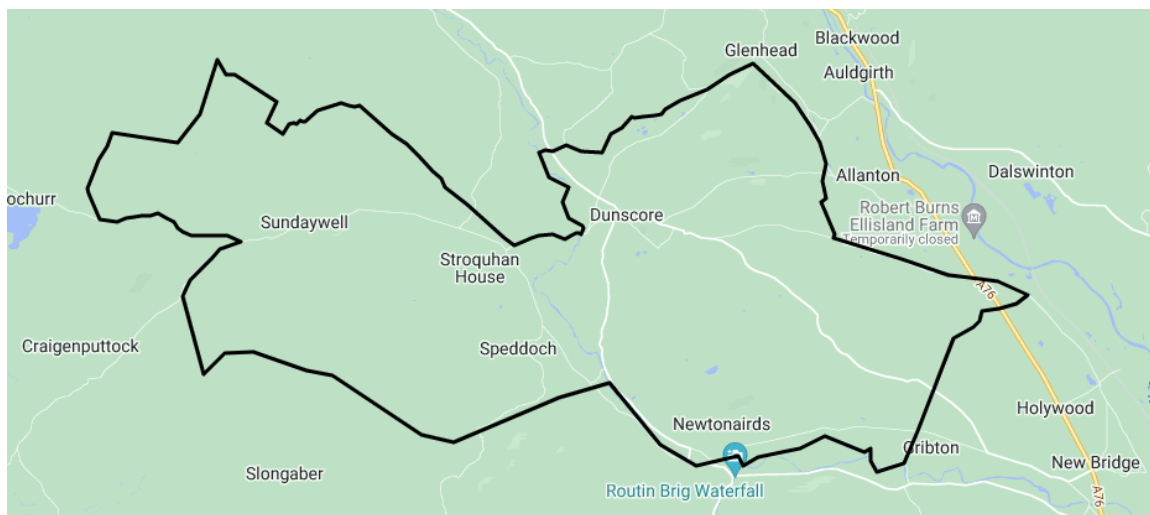 Glenhead
Blackwood
Auldgirth
Allanton
Dalswinton
ochurr
Sundaywell
Dunscore
Robert Burns
Ellisland Farm
Temporarily closed
Stroquhan
House
A76
Craigenputtock
Speddoch
Newtonairds
Holywood
Gribton
New Bridge
Slongaber
Routin Brig Waterfall
A76